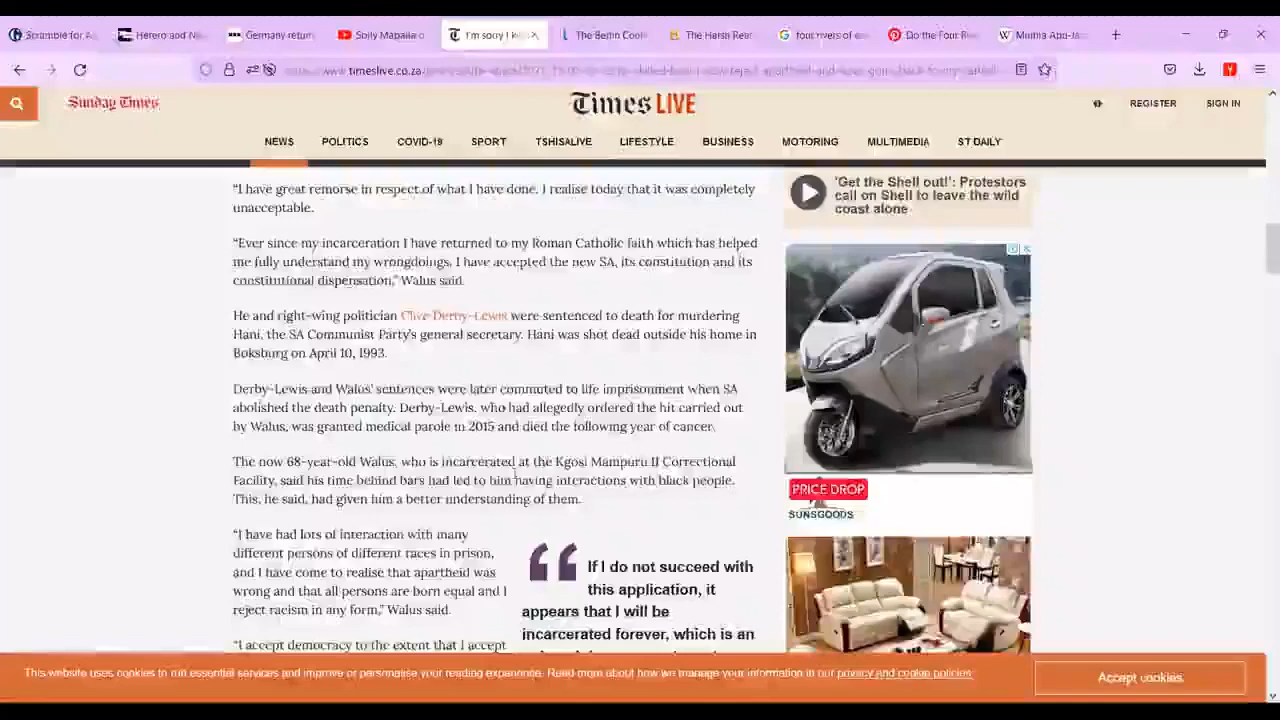 Scramble for A
Herero and Na
Germany return
Solly Mapaila o
I'm sorry I
The Berlin Con
The Harsh Real
four rivers of e
Do the Four Riv
www.timeslive.co.za
Sunday Times
Times LIVE
REGISTER
SIGN IN
NEWS
POLITICS
COVID-19
SPORT
TSHISALIVE
LIFESTYLE
BUSINESS
MOTORING
MULTIMEDIA
ST DAILY
“I have great remorse in respect of what I have done. I realise today that it was completely
unacceptable.
“Ever since my incarceration I have returned to my Roman Catholic faith which has helped
me fully understand my wrongdoings. I have accepted the new SA, its constitution and its
constitutional dispensation,” Walus said.
He and right-wing politician Clive Derby-Lewis were sentenced to death for murdering
Hani, the SA Communist Party's general secretary. Hani was shot dead outside his home in
Boksburg on April 10, 1993.
Derby-Lewis and Walus' sentences were later commuted to life imprisonment when SA
abolished the death penalty. Derby-Lewis, who had allegedly ordered the hit carried out
by Walus, was granted medical parole in 2015 and died the following year of cancer.
The now 68-year-old Walus, who is incarcerated at the Kgosi Mampuru II Correctional
Facility, said his time behind bars had led to him having interactions with black people.
This, he said, had given him a better understanding of them.
“I have had lots of interaction with many
different persons of different races in prison,
and I have come to realise that apartheid was
wrong and that all persons are born equal and I
reject racism in any form,” Walus said.
“I accept democracy to the extent that I accept
“ If I do not succeed with
this application, it
appears that I will be
incarcerated forever, which is an
'Get the Shell out!': Protestors
call on Shell to leave the wild
coast alone
PRICE DROP
SUNSGOODS
This website uses cookies to run essential services and improve or personalise your reading experience. Read more about how we manage your information in our privacy and cookie policies.
Accept cookies